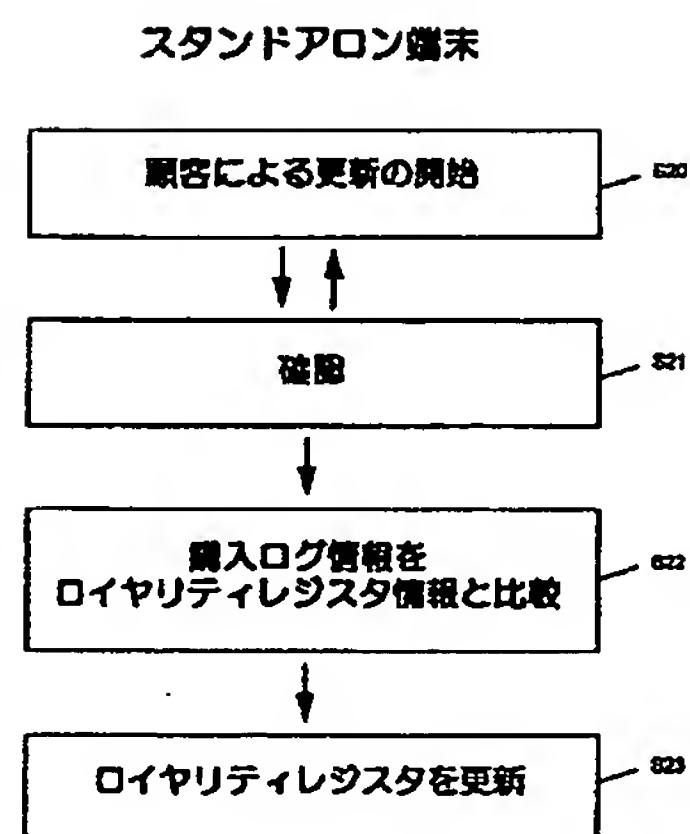 スタンドアロン端末
顧客による更新の開始
S20
確認
S21
購入ログ情報を
ロイヤリティレジスタ情報と比較
S22
ロイヤリティレジスタを更新
S23